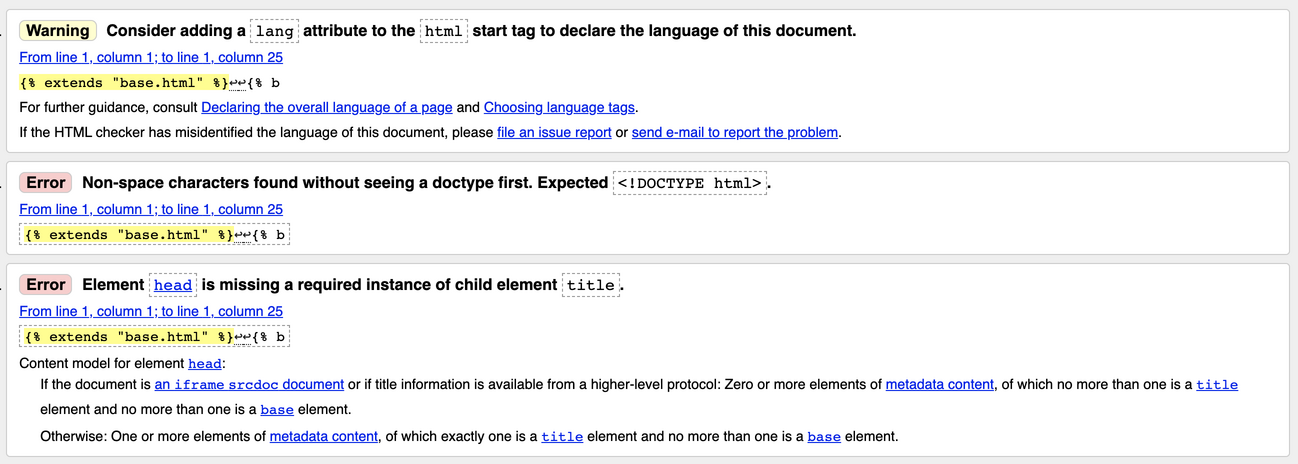 Warning Consider adding a lang attribute to the html start tag to declare the language of this document.
From line 1, column 1; to line 1, column 25
{% extends "base.html" %}↩↩{% b
For further guidance, consult Declaring the overall language of a page and Choosing language tags.
If the HTML checker has misidentified the language of this document, please file an issue report or send e-mail to report the problem.
Error Non-space characters found without seeing a doctype first. Expected <!DOCTYPE html>.
From line 1, column 1; to line 1, column 25
{% extends "base.html" %}↩↩{% b
Error Element head is missing a required instance of child element title.
From line 1, column 1; to line 1, column 25
{% extends "base.html" %}↩↩{% b
Content model for element head:
If the document is an iframe srcdoc document or if title information is available from a higher-level protocol: Zero or more elements of metadata content, of which no more than one is a title
element and no more than one is a base element.
Otherwise: One or more elements of metadata content, of which exactly one is a title element and no more than one is a base element.